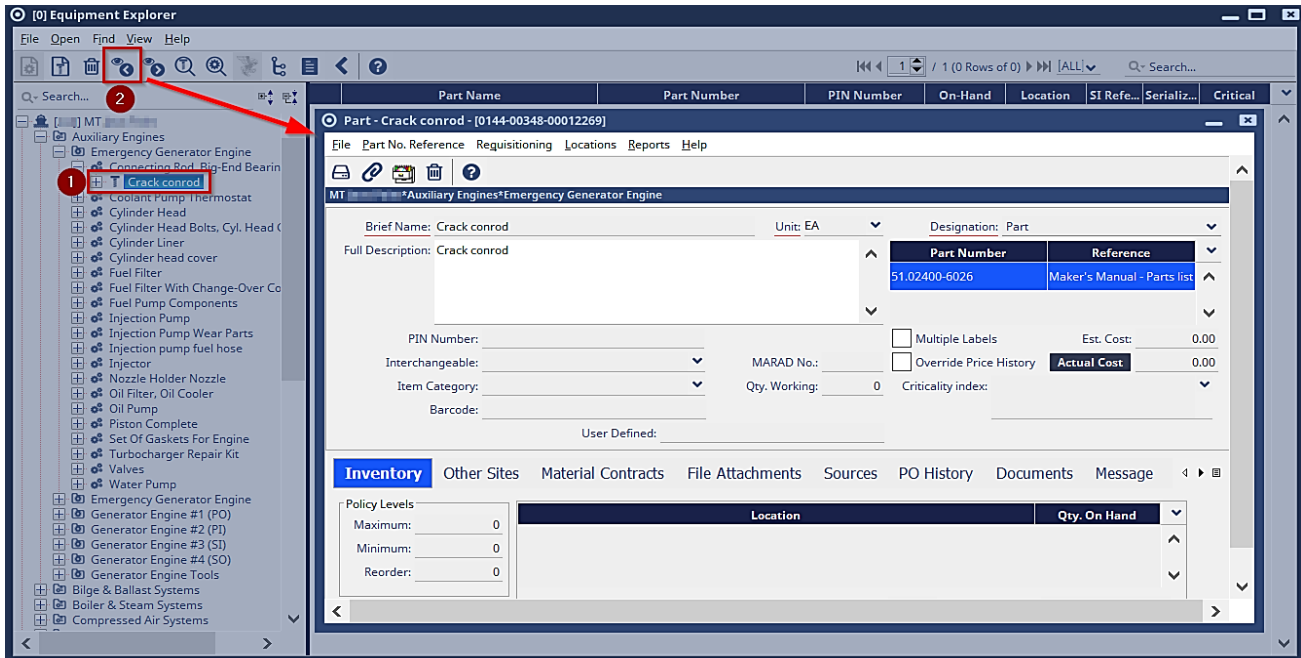 [0] Equipment Explorer
File Open Find View Help
1 / 1 (0 Rows of 0) [ALL] Search...
Search...
2
Part Name Part Number PIN Number On-Hand Location SI Refe... Serializ... Critical
MT
Auxiliary Engines
Emergency Generator Engine
Connecting Rod, Big-End Bearin
1
T Crack conrod
Coolant Pump Thermostat
Cylinder Head
Cylinder Head Bolts, Cyl. Head C
Cylinder Liner
Cylinder head cover
Fuel Filter
Fuel Filter With Change-Over Co
Fuel Pump Components
Injection Pump
Injection Pump Wear Parts
Injection pump fuel hose
Injector
Nozzle Holder Nozzle
Oil Filter, Oil Cooler
Oil Pump
Piston Complete
Set Of Gaskets For Engine
Turbocharger Repair Kit
Valves
Water Pump
Emergency Generator Engine
Generator Engine #1 (PO)
Generator Engine #2 (PI)
Generator Engine #3 (SI)
Generator Engine #4 (SO)
Generator Engine Tools
Bilge & Ballast Systems
Boiler & Steam Systems
Compressed Air Systems
Part - Crack conrod - [0144-00348-00012269]
File Part No. Reference Requisitioning Locations Reports Help
MT *Auxiliary Engines*Emergency Generator Engine
Brief Name: Crack conrod Unit: EA Designation: Part
Full Description: Crack conrod
Part Number Reference
51.02400-6026 Maker's Manual - Parts list
PIN Number: Multiple Labels Est. Cost: 0.00
Interchangeable: MARAD No.: Override Price History Actual Cost 0.00
Item Category: Qty. Working: 0 Criticality index:
Barcode:
User Defined:
Inventory Other Sites Material Contracts File Attachments Sources PO History Documents Message
Policy Levels
Maximum: 0
Minimum: 0
Reorder: 0
Location Qty. On Hand